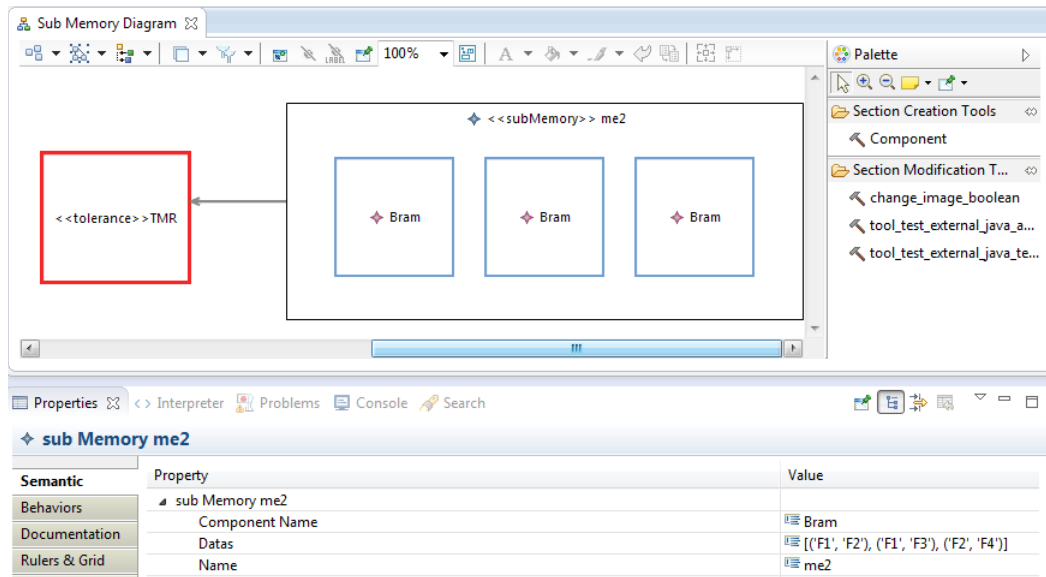 Sub Memory Diagram
100%
A
Palette
<<subMemory>> me2
Section Creation Tools
Component
Section Modification T...
change_image_boolean
<<tolerance>>TMR
Bram
Bram
Bram
tool_test_external_java_a...
tool_test_external_java_te...
Properties
Interpreter
Problems
Console
Search
sub Memory me2
Semantic
Behaviors
Documentation
Rulers & Grid
Property Value
sub Memory me2
Component Name Bram
Datas [('F1', 'F2'), ('F1', 'F3'), ('F2', 'F4')]
Name me2